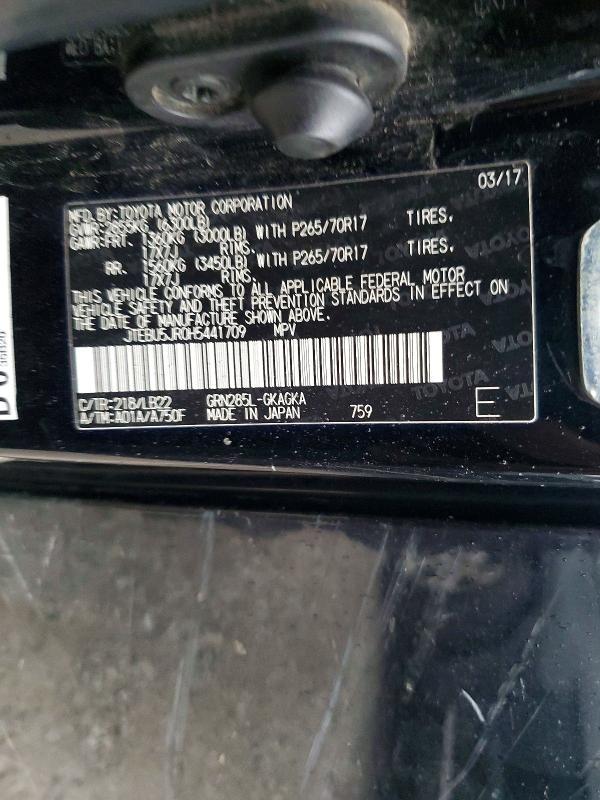 03/17
MFD.BY:TOYOTA MOTOR CORPORATION
GVWR:2855KG (6300LB)
GAWR:FRT. 1360KG (3000LB) WITH P265/70R17 TIRES,
17X7J RIMS.
RR. 1560KG (3450LB) WITH P265/70R17 TIRES,
17X7J RIMS.
THIS VEHICLE CONFORMS TO ALL APPLICABLE FEDERAL MOTOR
VEHICLE SAFETY AND THEFT PREVENTION STANDARDS IN EFFECT ON
THE DATE OF MANUFACTURE SHOWN ABOVE.
JTEBU5JR0H5441709 MPV
C/TR:218/LB22 GRN285L-GKAGKA
A/TM:A01A/A750F MADE IN JAPAN 759 E
TOYOTA